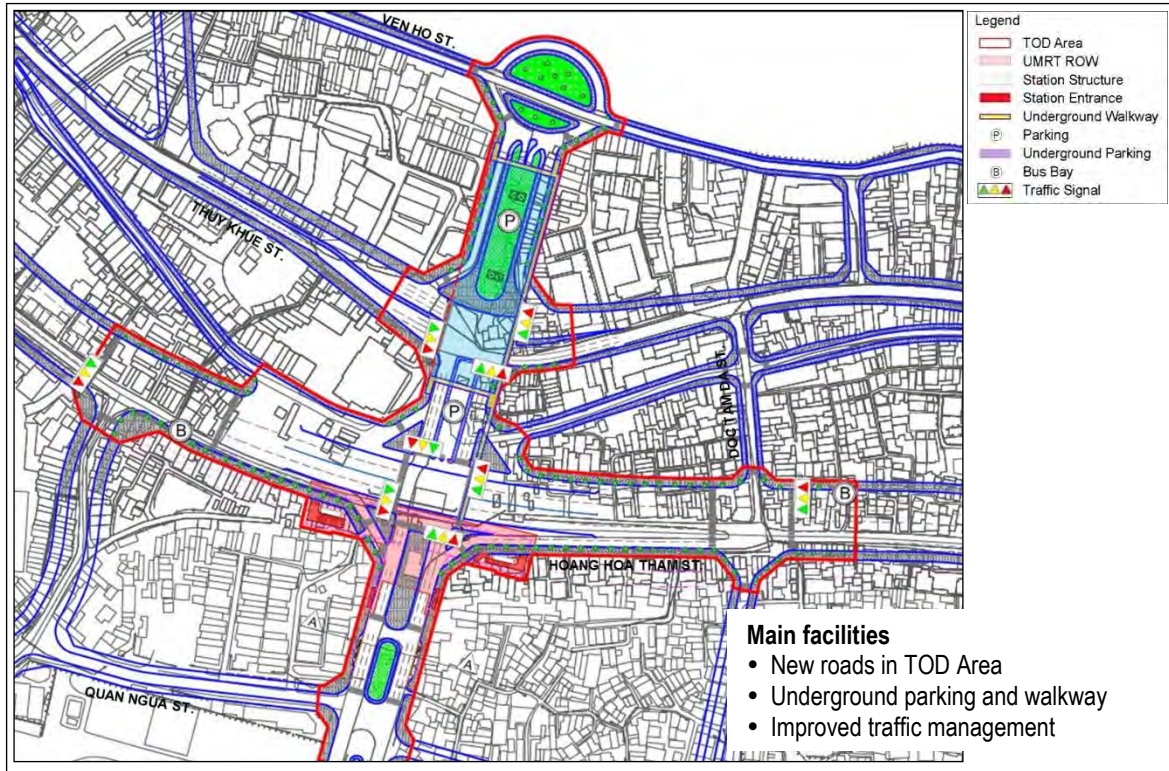 YEN HO ST.
THUY KHUE ST.
DOC TAM DA ST.
HOANG HOA THAM ST.
QUAN NGUA ST.
P
P
B
B
A
A
Legend
TOD Area
UMRT ROW
Station Structure
Station Entrance
Underground Walkway
P Parking
Underground Parking
B Bus Bay
Traffic Signal
Main facilities
• New roads in TOD Area
• Underground parking and walkway
• Improved traffic management